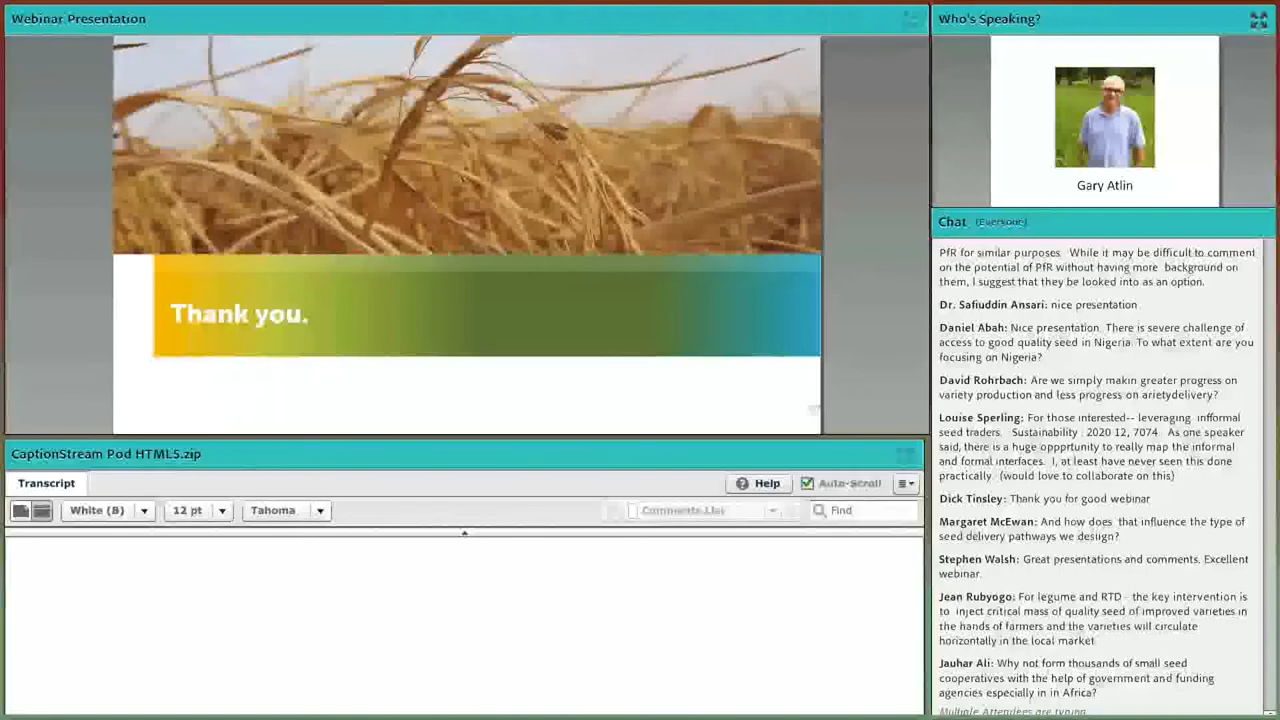 Webinar Presentation
Thank you.
CaptionStream Pod HTML5.zip
Transcript
Help
Auto-Scroll
White (8)
12 pt
Tahoma
Comments List
Find
Who's Speaking?
Gary Atlin
Chat (Everyone)
PfR for similar purposes. While it may be difficult to comment
on the potential of PfR without having more background on
them, I suggest that they be looked into as an option.
Dr. Safiuddin Ansari: nice presentation
Daniel Abah: Nice presentation. There is severe challenge of
access to good quality seed in Nigeria. To what extent are you
focusing on Nigeria?
David Rohrbach: Are we simply makin greater progress on
variety production and less progress on arietydelivery?
Louise Sperling: For those interested-- leveraging infformal
seed traders. Sustainability : 2020 12, 7074. As one speaker
said, there is a huge oppprtunity to really map the informal
and formal interfaces. I, at least have never seen this done
practically. (would love to collaborate on this)
Dick Tinsley: Thank you for good webinar
Margaret McEwan: And how does that influence the type of
seed delivery pathways we design?
Stephen Walsh: Great presentations and comments. Excellent
webinar.
Jean Rubyogo: For legume and RTD - the key intervention is
to inject critical mass of quality seed of improved varieties in
the hands of farmers and the varieties will circulate
horizontally in the local market
Jauhar Ali: Why not form thousands of small seed
cooperatives with the help of government and funding
agencies especially in in Africa?
Multiple Attendees are typing